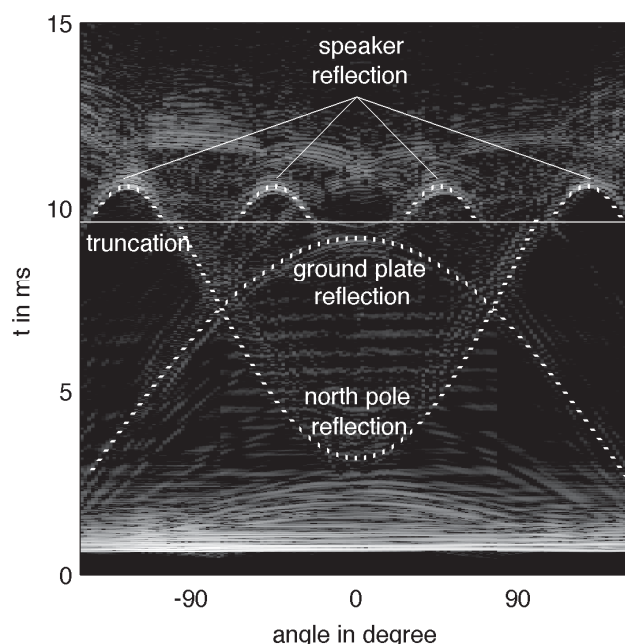 15
speaker
reflection
10
truncation
ground plate
reflection
t in ms
5
north pole
reflection
0
-90
0
90
angle in degree